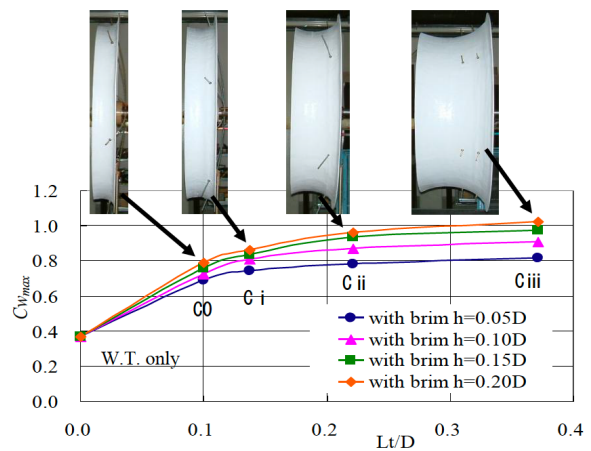 1.2
1.0
0.8
0.6
0.4
0.2
0.0
C_{Wmax}
C0
C i
C ii
C iii
W.T. only
with brim h=0.05D
with brim h=0.10D
with brim h=0.15D
with brim h=0.20D
0.0 0.1 0.2 0.3 0.4
Lt/D